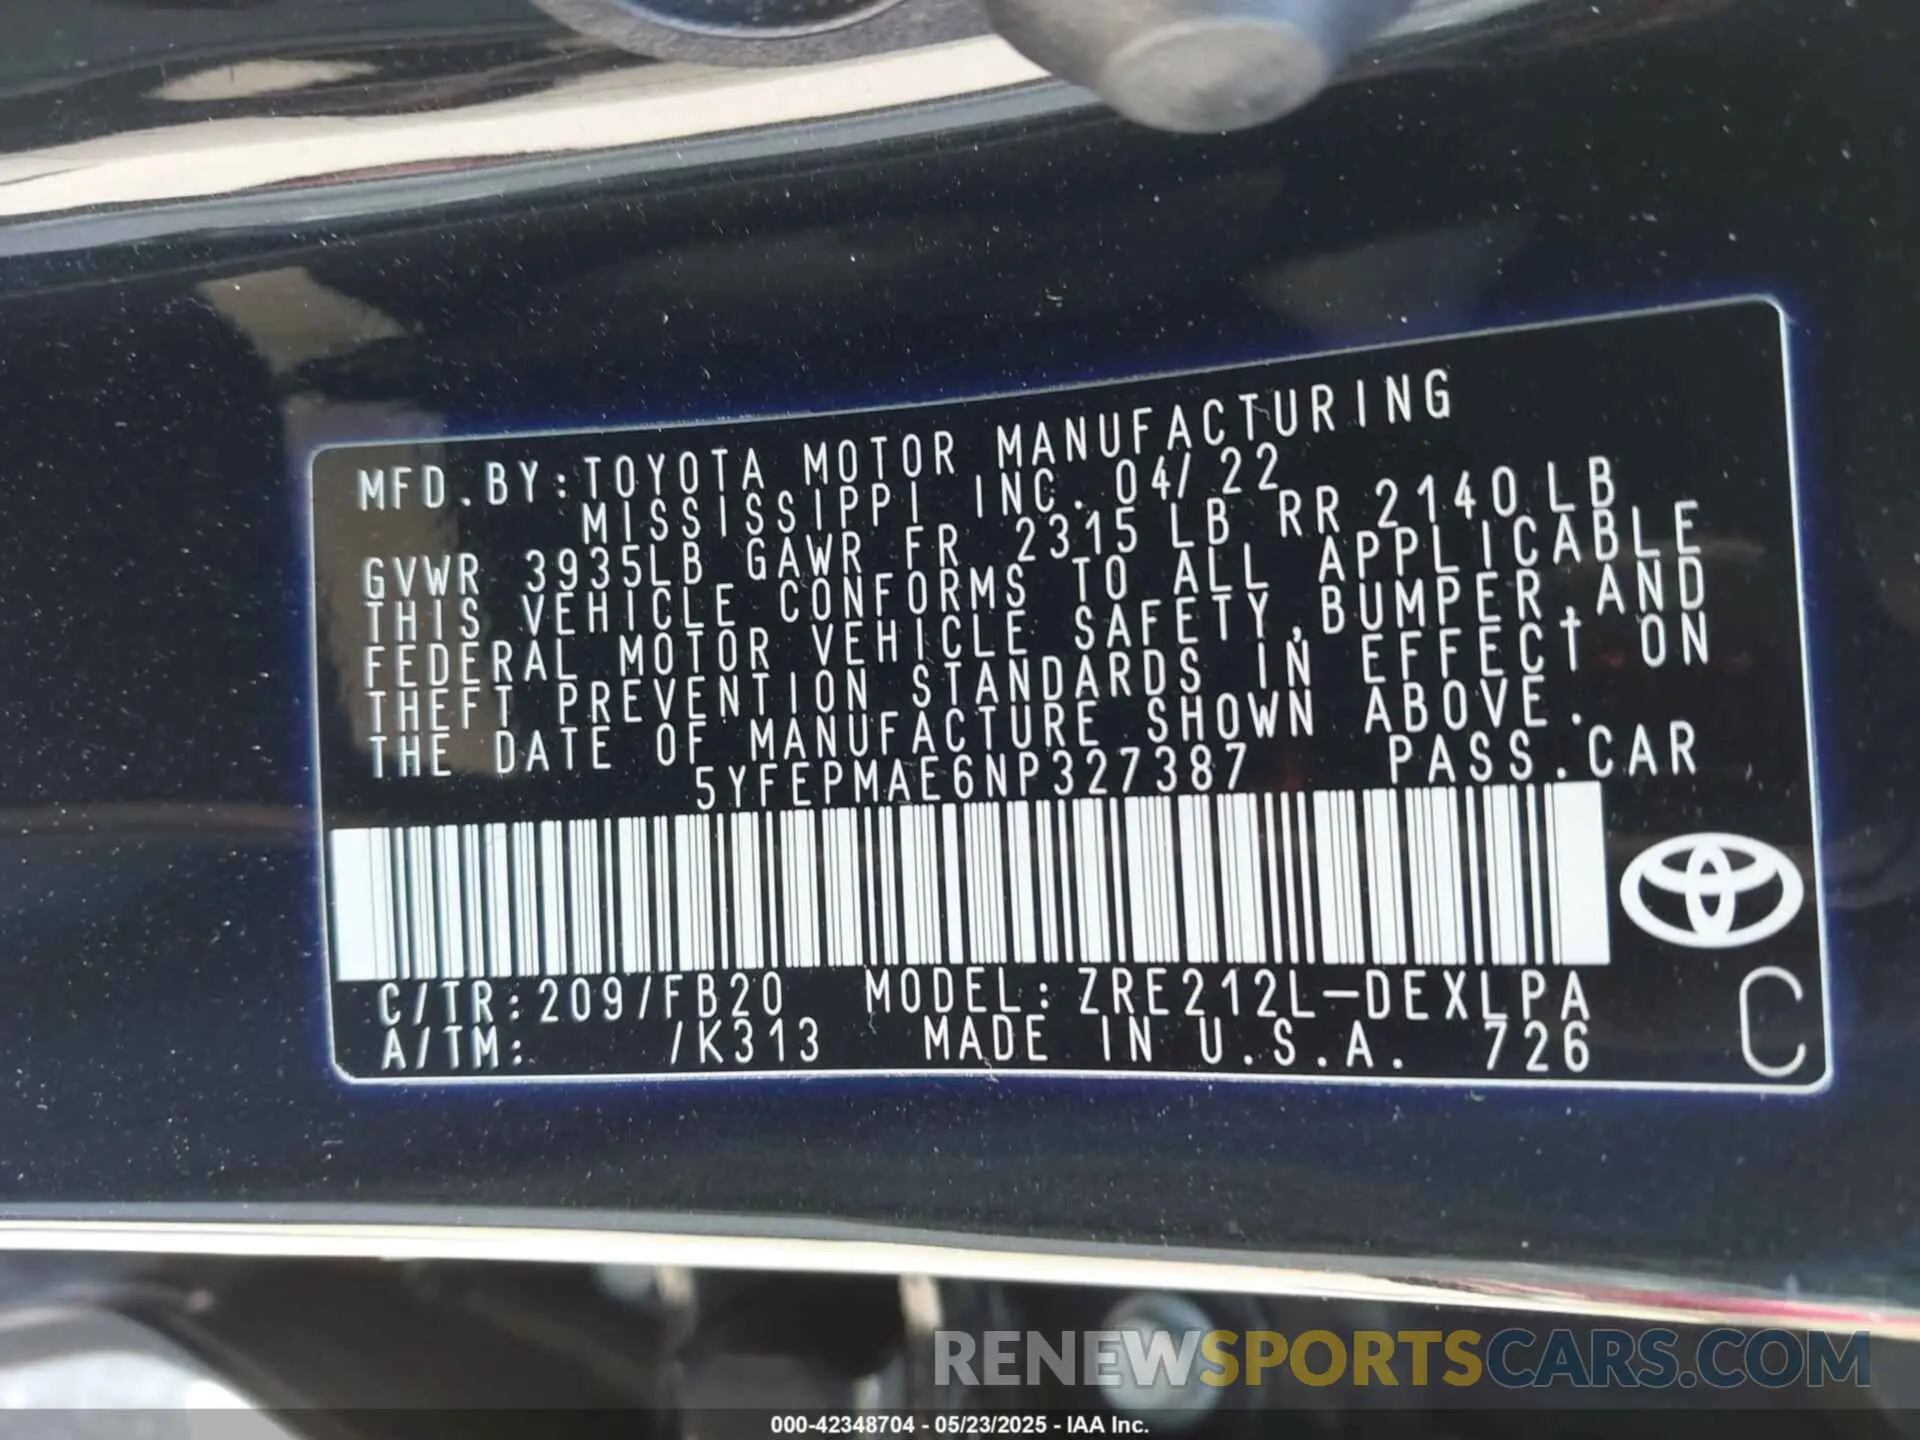 MFD.BY:TOYOTA MOTOR MANUFACTURING
MISSISSIPPI INC. 04/22
GVWR 3935LB GAWR FR 2315 LB RR 2140LB
THIS VEHICLE CONFORMS TO ALL APPLICABLE
FEDERAL MOTOR VEHICLE SAFETY,BUMPER,AND
THEFT PREVENTION STANDARDS IN EFFECT ON
THE DATE OF MANUFACTURE SHOWN ABOVE.
5YFEPMAE6NP327387 PASS.CAR
C/TR:209/FB20 MODEL:ZRE212L-DEXLPA
A/TM: /K313 MADE IN U.S.A. 726
C
RENEWSPORTSCARS.COM
000-42348704 - 05/23/2025 - IAA Inc.